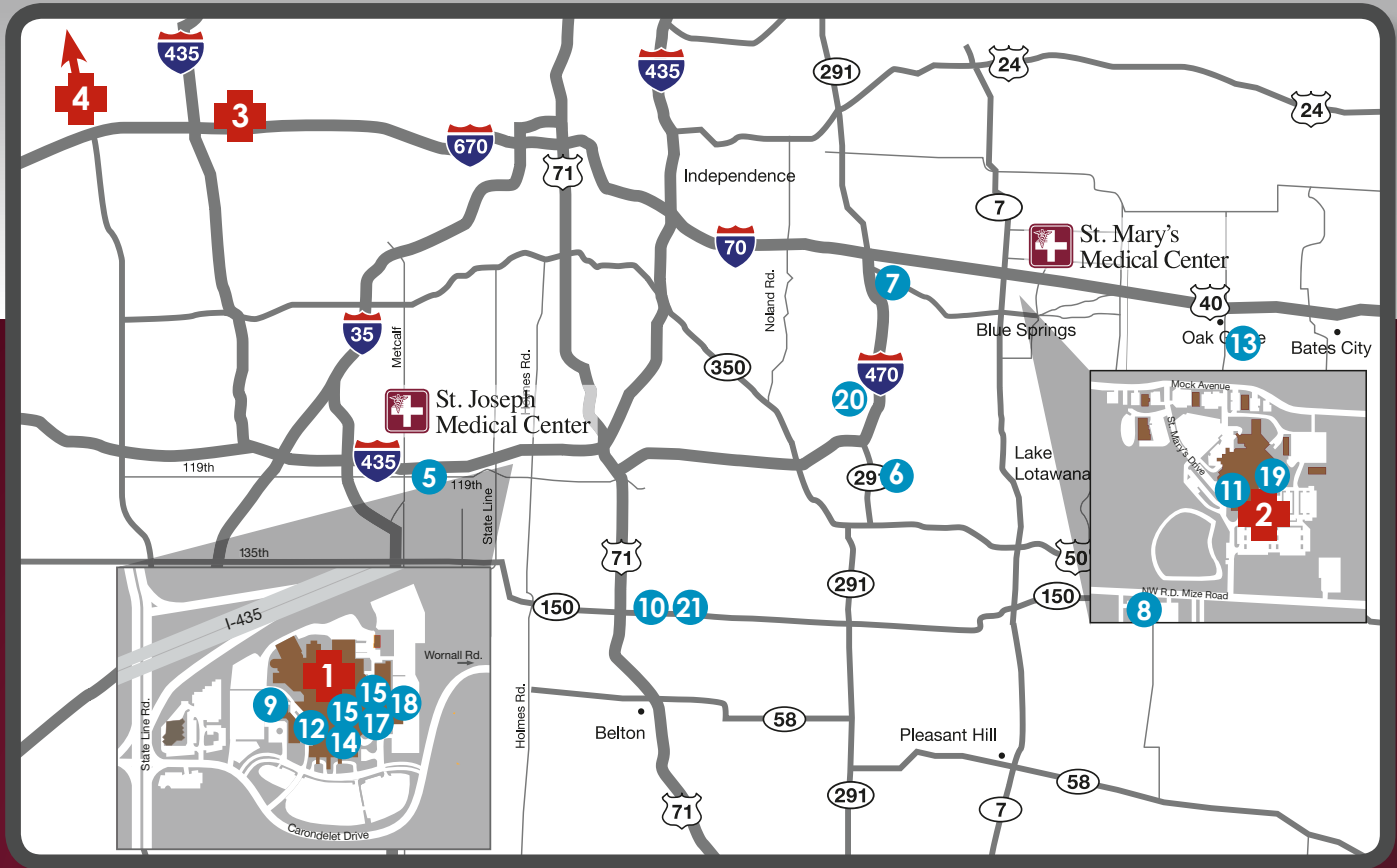 435
435
291
24
4
3
24
670
71
Independence
7
St. Mary's
Medical Center
70
7
40
Noland Rd.
Blue Springs
Oak
13
Bates City
35
Metcalf
350
470
Holmes Rd.
St. Joseph
Medical Center
20
Mock Avenue
St. Mary's Drive
19
11
2
435
5
119th
119th
State Line
6
Lake
Lotawana
135th
71
50
291
150
10
21
150
NW R.D. Mize Road
8
I-435
Wornall Rd.
1
15
18
9
15
17
12
14
State Line Rd.
Carondelet Drive
Holmes Rd.
58
Belton
Pleasant Hill
58
71
291
7